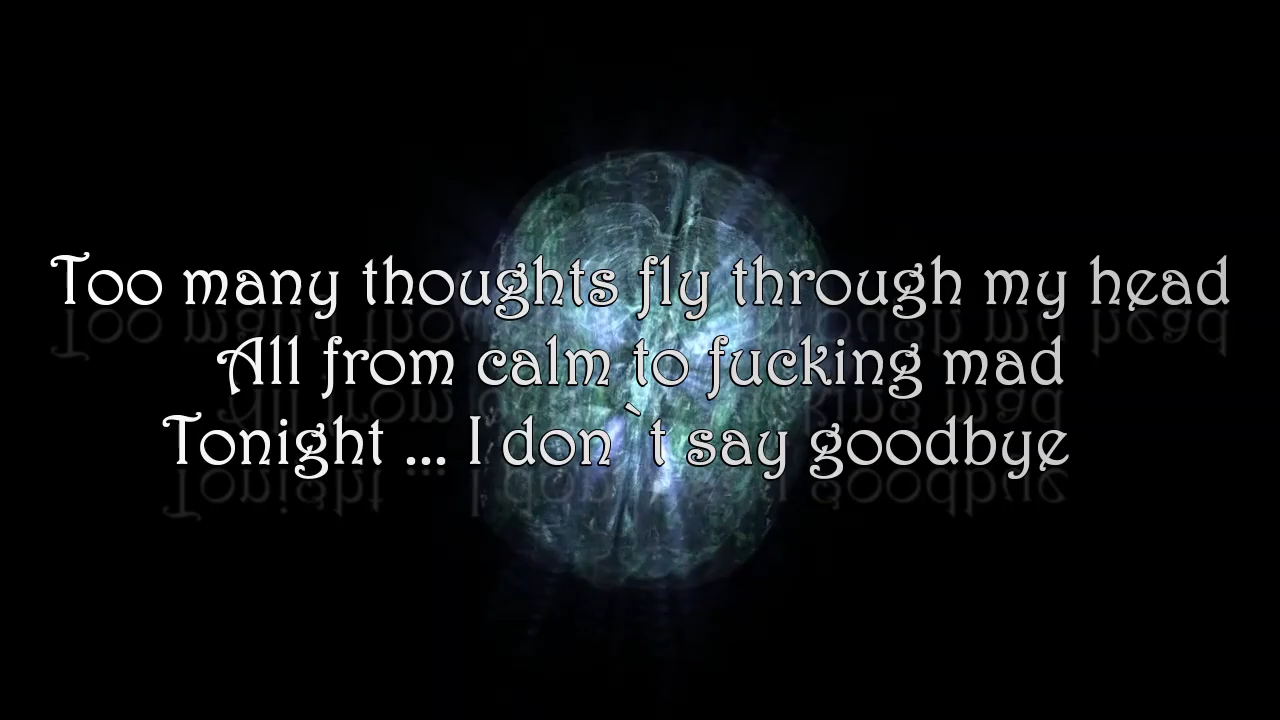 Too many thoughts fly through my head
All from calm to fucking mad
Tonight ... I don`t say goodbye